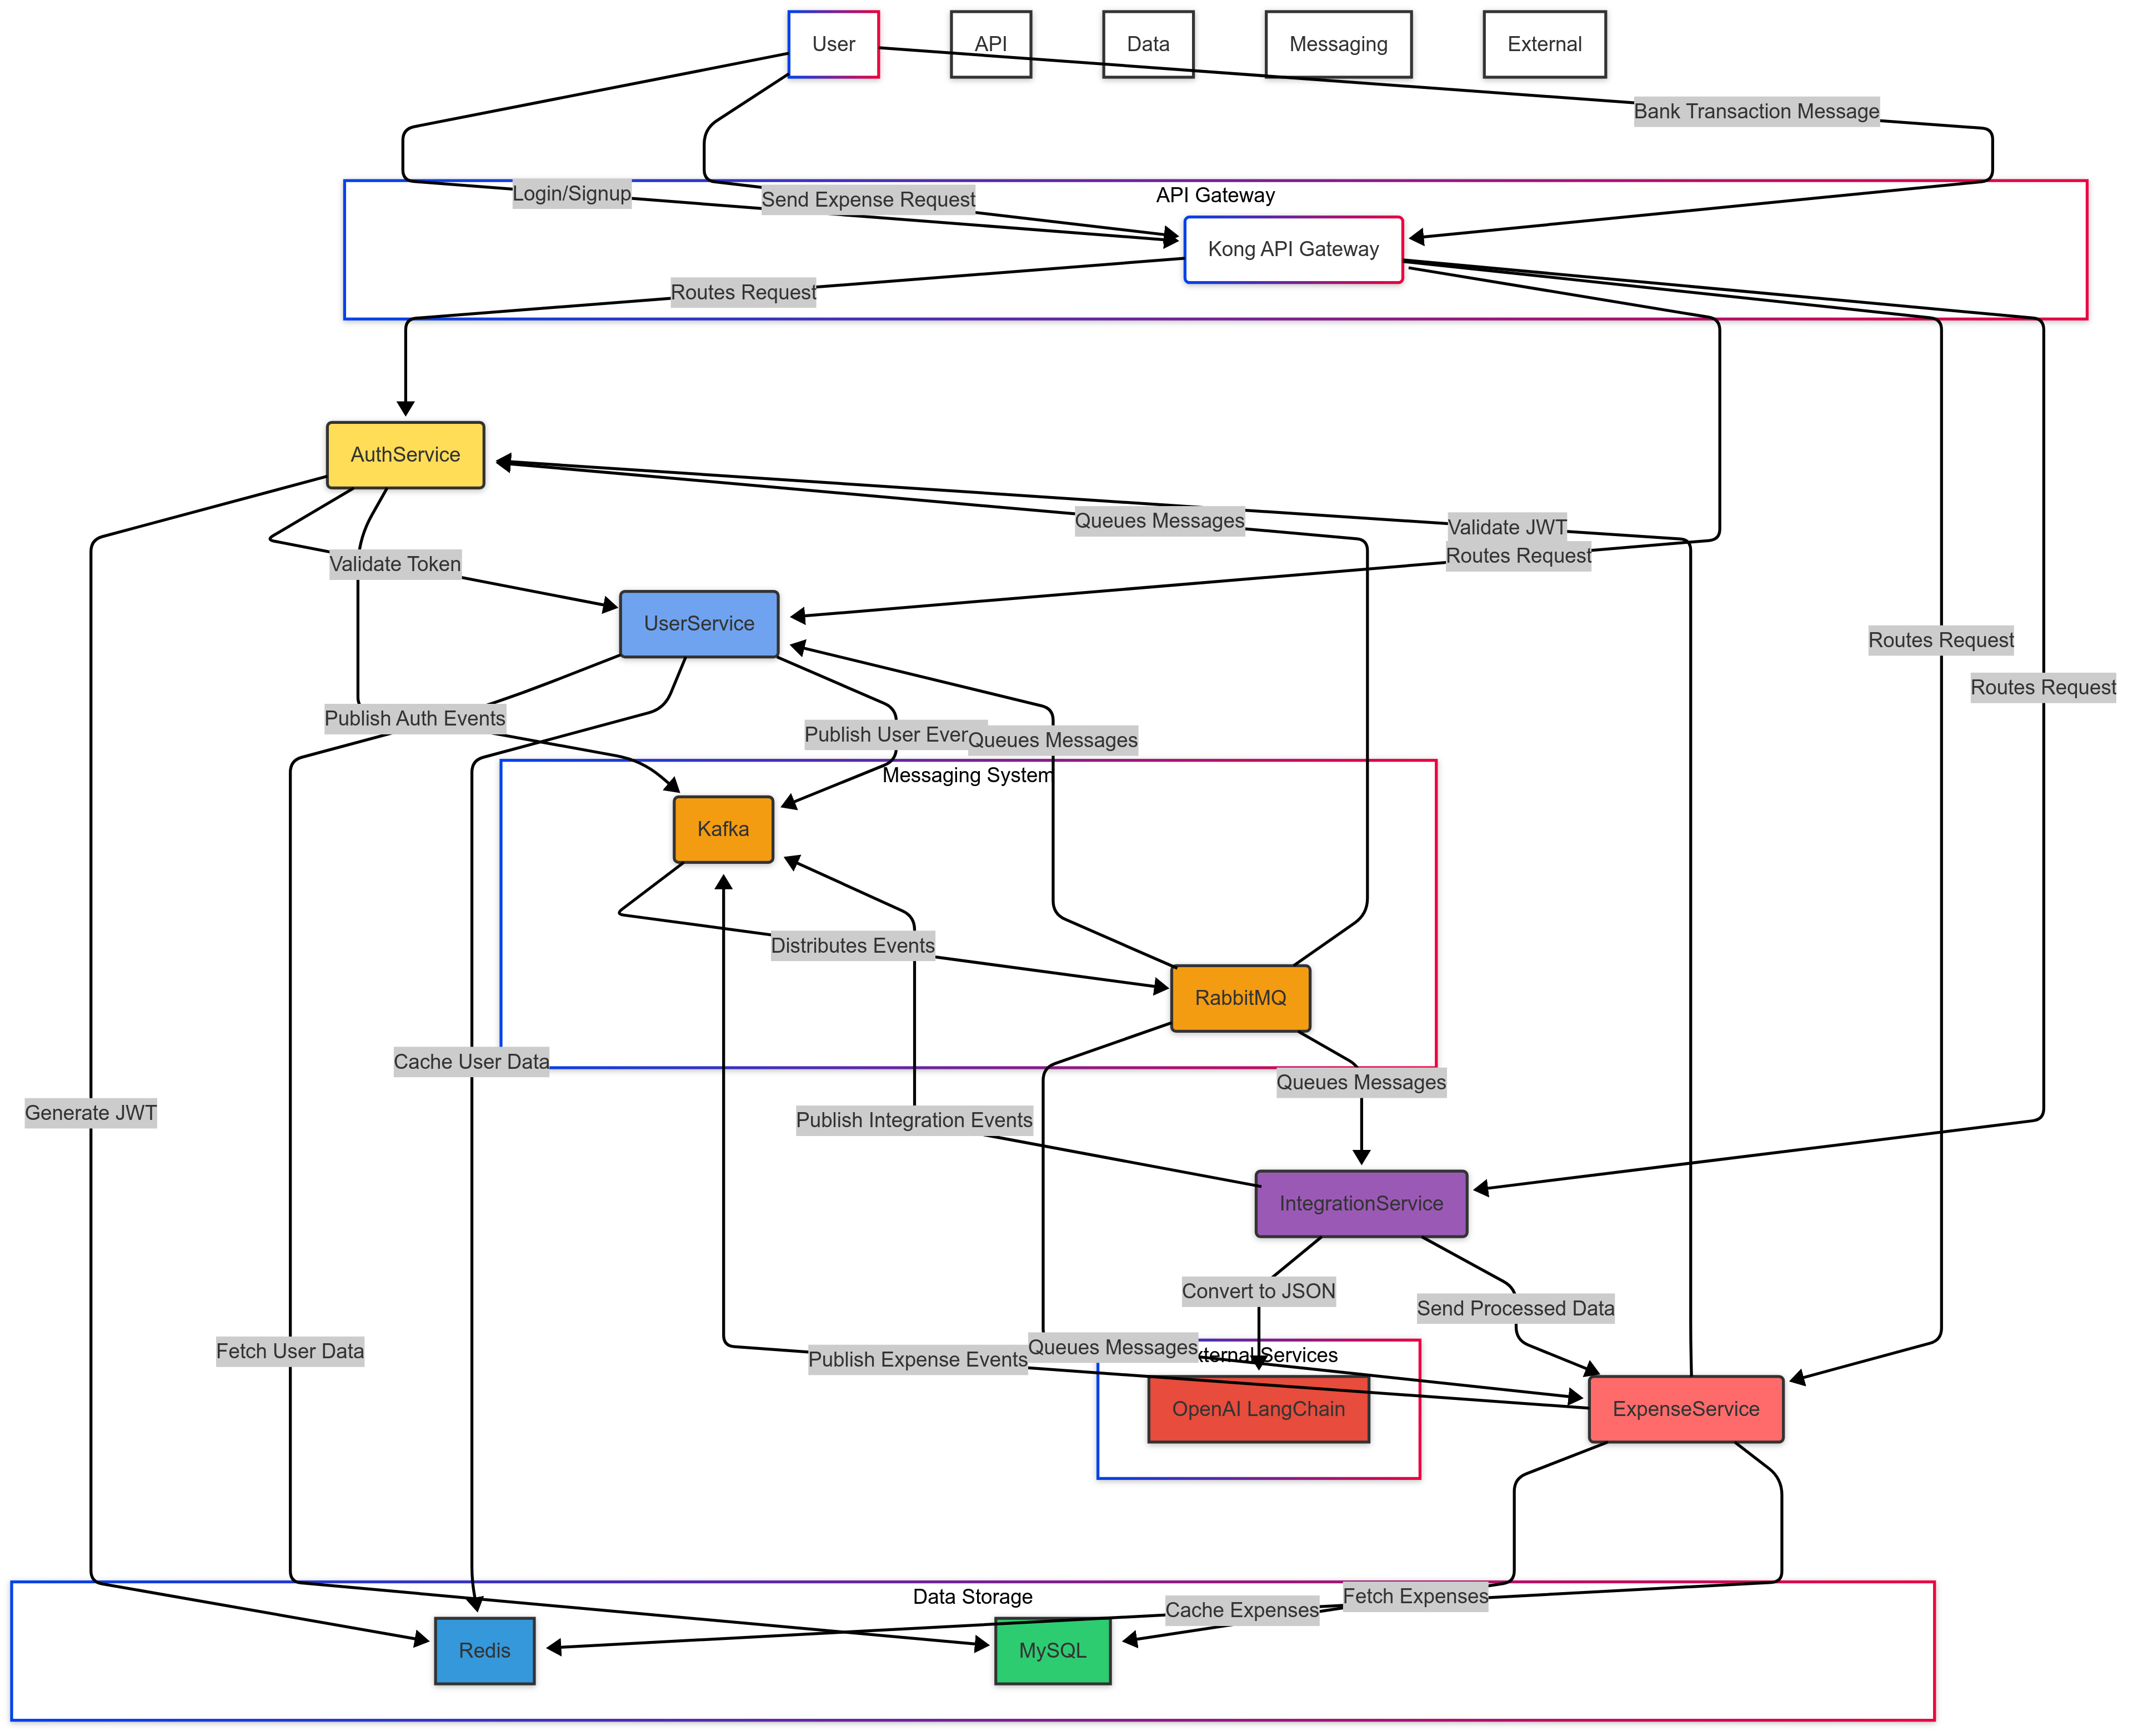 User
API
Data
Messaging
External
Bank Transaction Message
Login/Signup
Send Expense Request
API Gateway
Kong API Gateway
Routes Request
AuthService
Queues Messages
Validate JWT
Routes Request
Validate Token
UserService
Routes Request
Routes Request
Publish Auth Events
Publish User Ever
Queues Messages
Messaging System
Kafka
Distributes Events
RabbitMQ
Cache User Data
Queues Messages
Generate JWT
Publish Integration Events
IntegrationService
Convert to JSON
Send Processed Data
Fetch User Data
Queues Messages
Publish Expense Events
xternal Services
OpenAI LangChain
ExpenseService
Data Storage
Fetch Expenses
Cache Expenses
Redis
MySQL